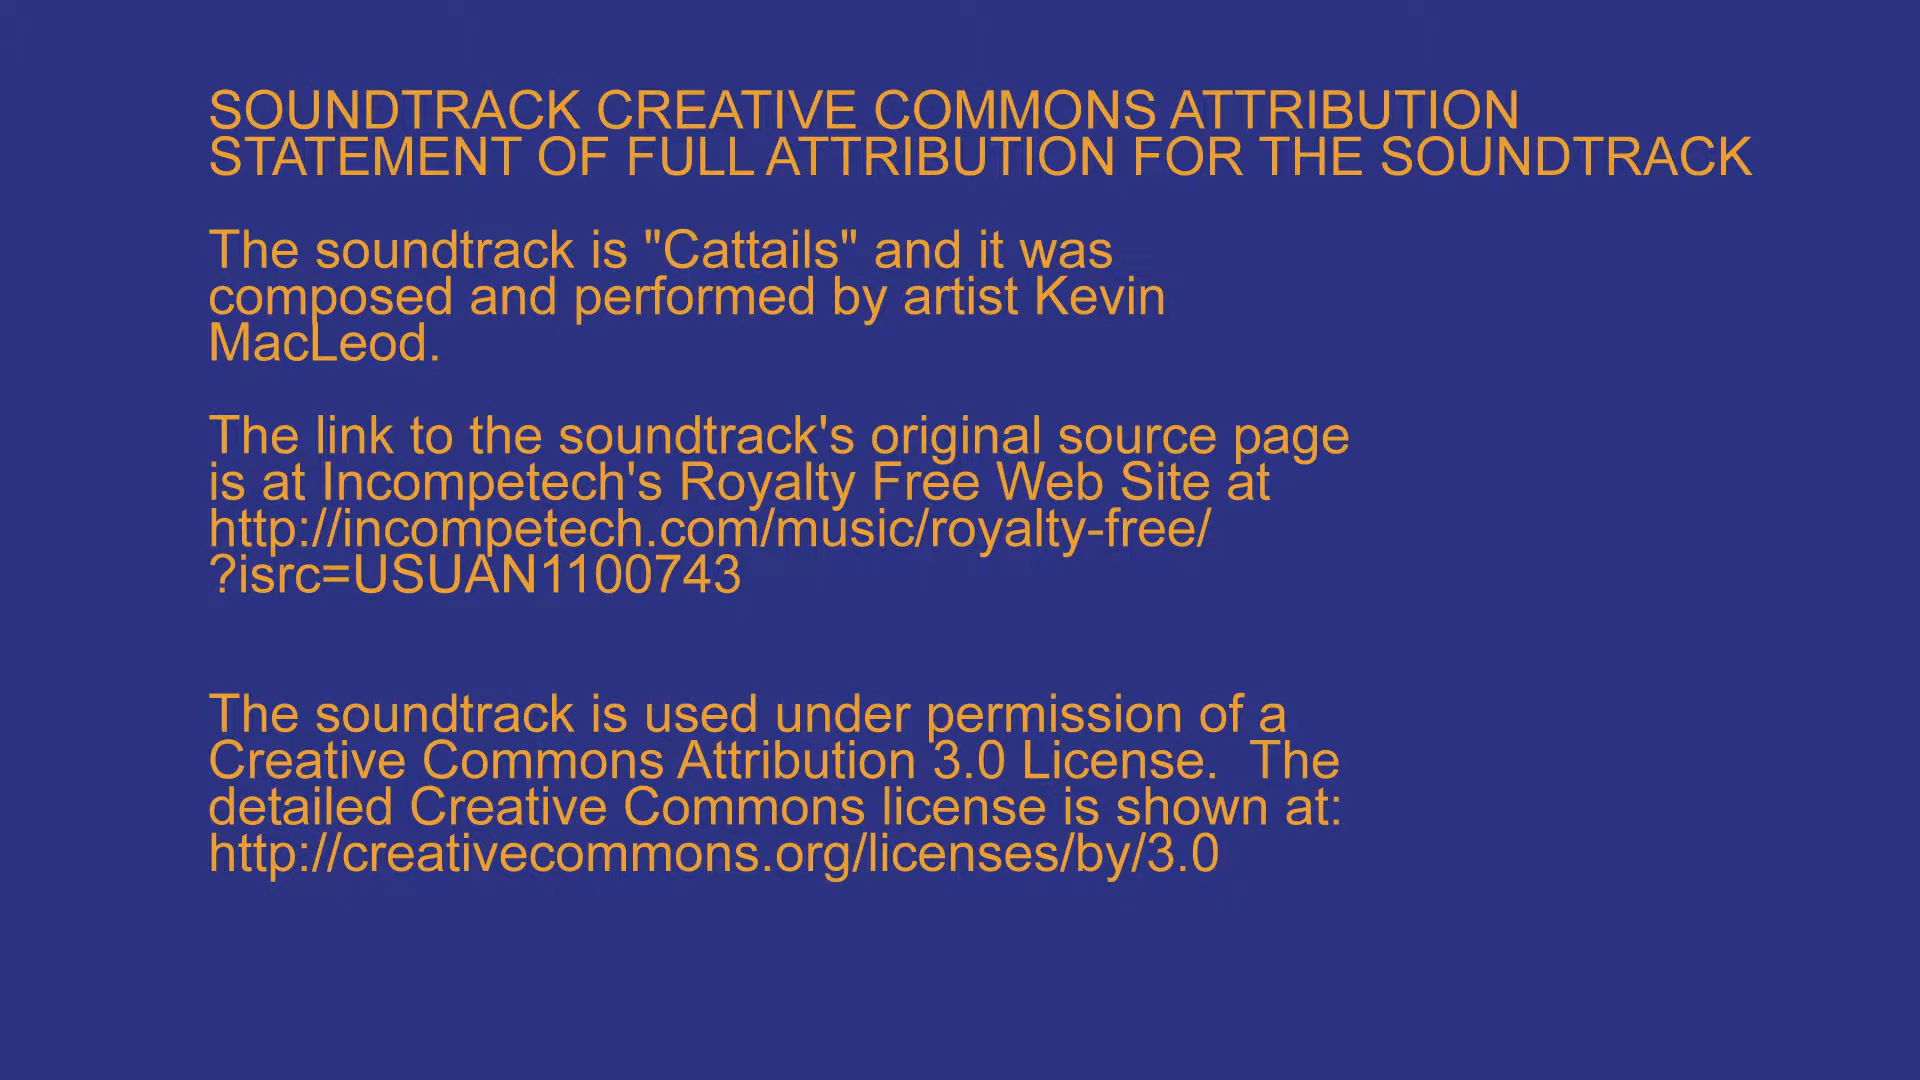 SOUNDTRACK CREATIVE COMMONS ATTRIBUTION
STATEMENT OF FULL ATTRIBUTION FOR THE SOUNDTRACK
The soundtrack is "Cattails" and it was
composed and performed by artist Kevin
MacLeod.
The link to the soundtrack's original source page
is at Incompetech's Royalty Free Web Site at
http://incompetech.com/music/royalty-free/
?isrc=USUAN1100743
The soundtrack is used under permission of a
Creative Commons Attribution 3.0 License.  The
detailed Creative Commons license is shown at:
http://creativecommons.org/licenses/by/3.0